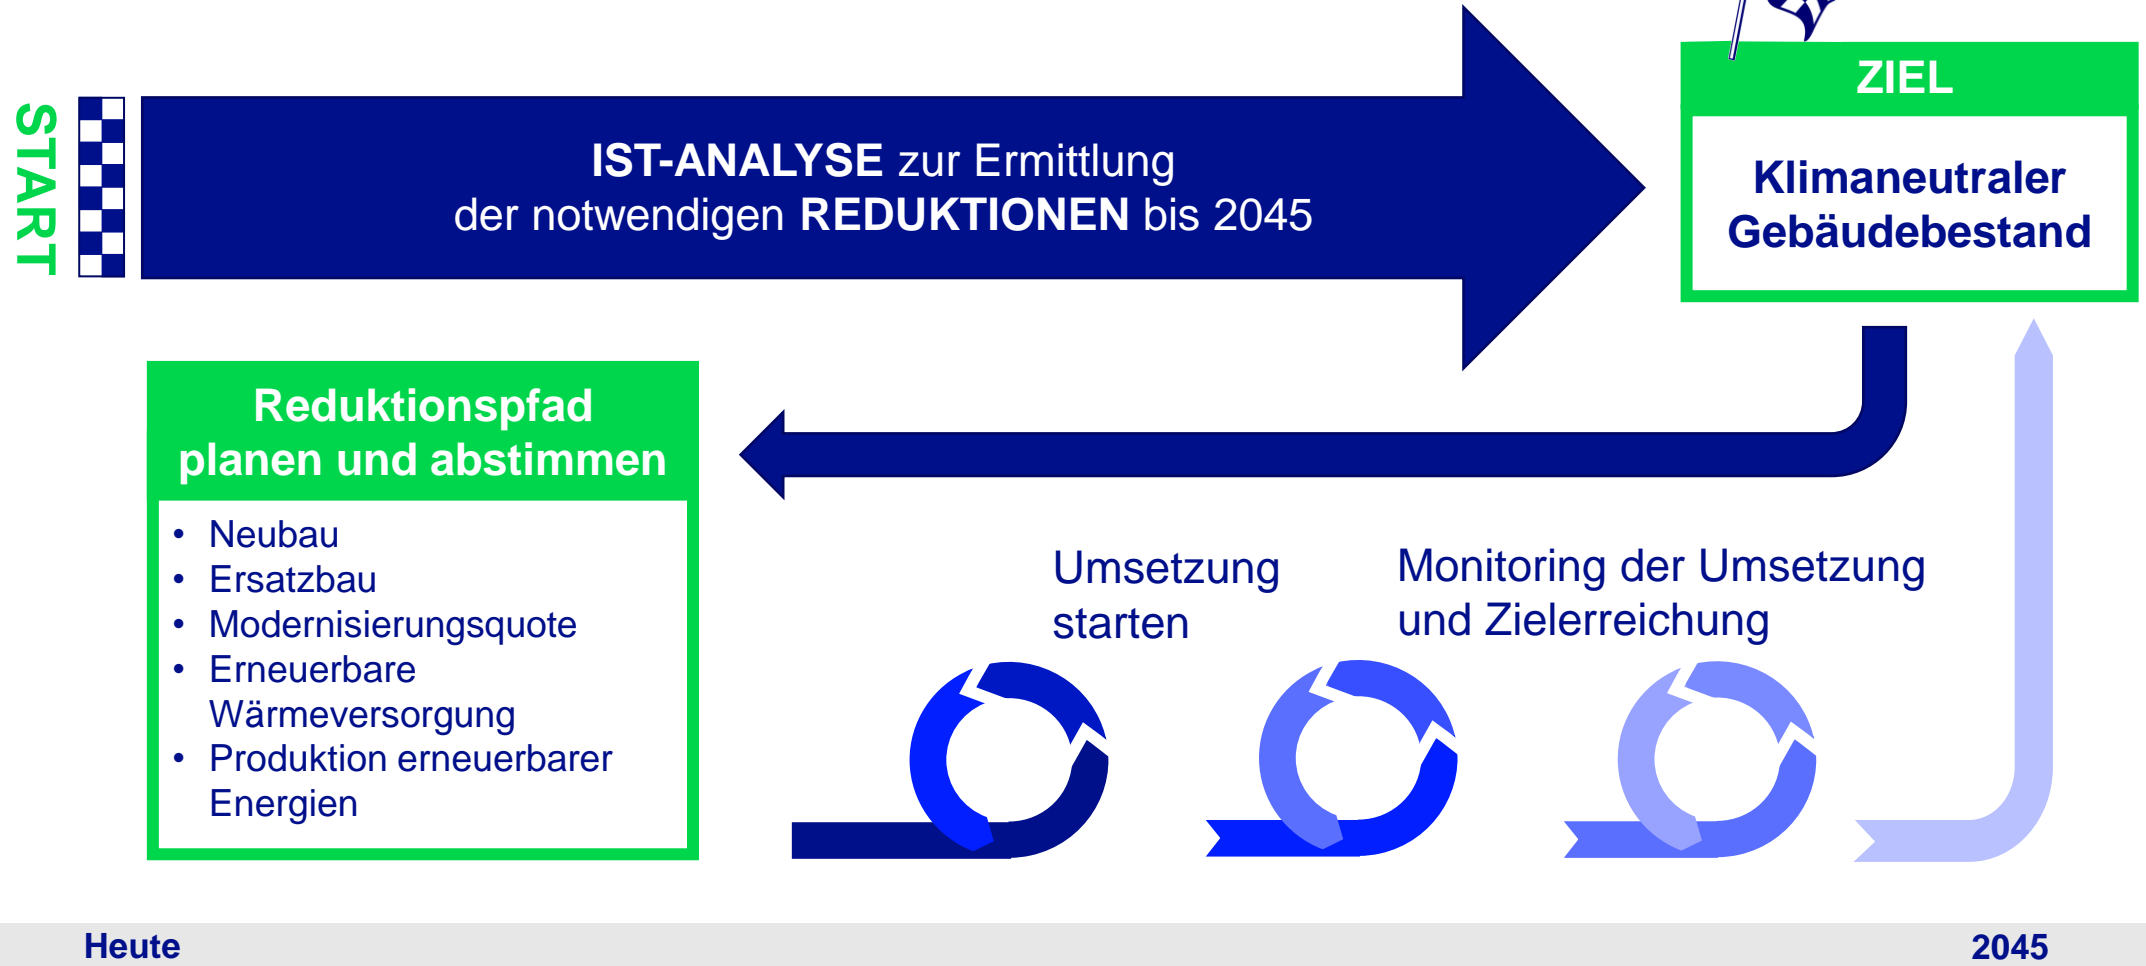 START
IST-ANALYSE zur Ermittlung
der notwendigen REDUKTIONEN bis 2045
ZIEL
Klimaneutraler
Gebäudebestand
Reduktionspfad
planen und abstimmen
• Neubau
• Ersatzbau
• Modernisierungsquote
• Erneuerbare
Wärmeversorgung
• Produktion erneuerbarer
Energien
Umsetzung
starten
Monitoring der Umsetzung
und Zielerreichung
Heute
2045